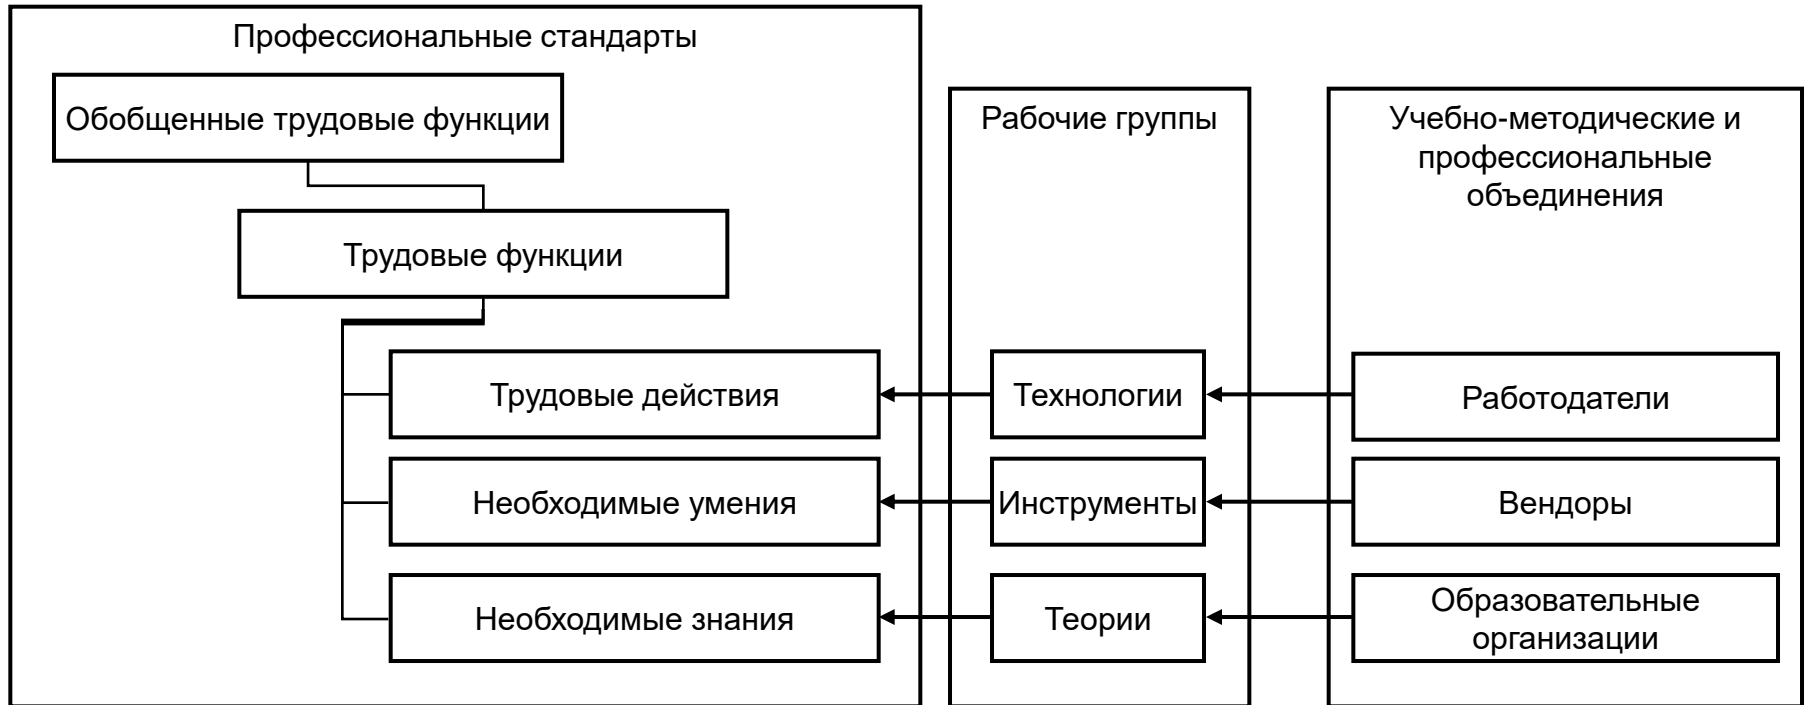 Профессиональные стандарты
Обобщенные трудовые функции
Трудовые функции
Трудовые действия
Необходимые умения
Необходимые знания
Рабочие группы
Технологии
Инструменты
Теории
Учебно-методические и
профессиональные
объединения
Работодатели
Вендоры
Образовательные
организации